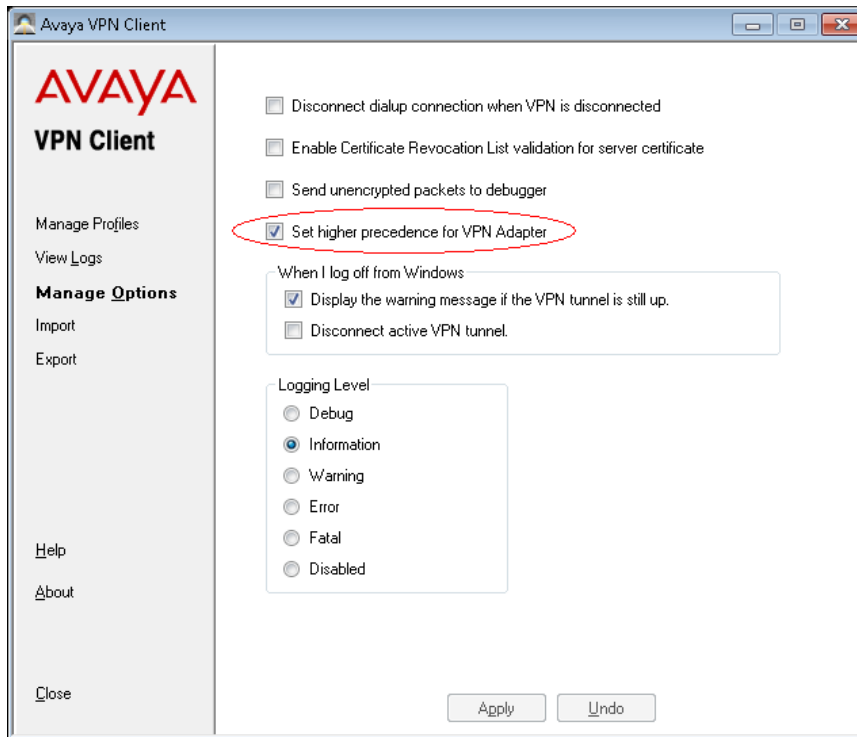 Avaya VPN Client
AVAYA
VPN Client
Manage Profiles
View Logs
Manage Options
Import
Export
Help
About
Close
Disconnect dialup connection when VPN is disconnected
Enable Certificate Revocation List validation for server certificate
Send unencrypted packets to debugger
Set higher precedence for VPN Adapter
When I log off from Windows
Display the warning message if the VPN tunnel is still up.
Disconnect active VPN tunnel.
Logging Level
Debug
Information
Warning
Error
Fatal
Disabled
Apply
Undo